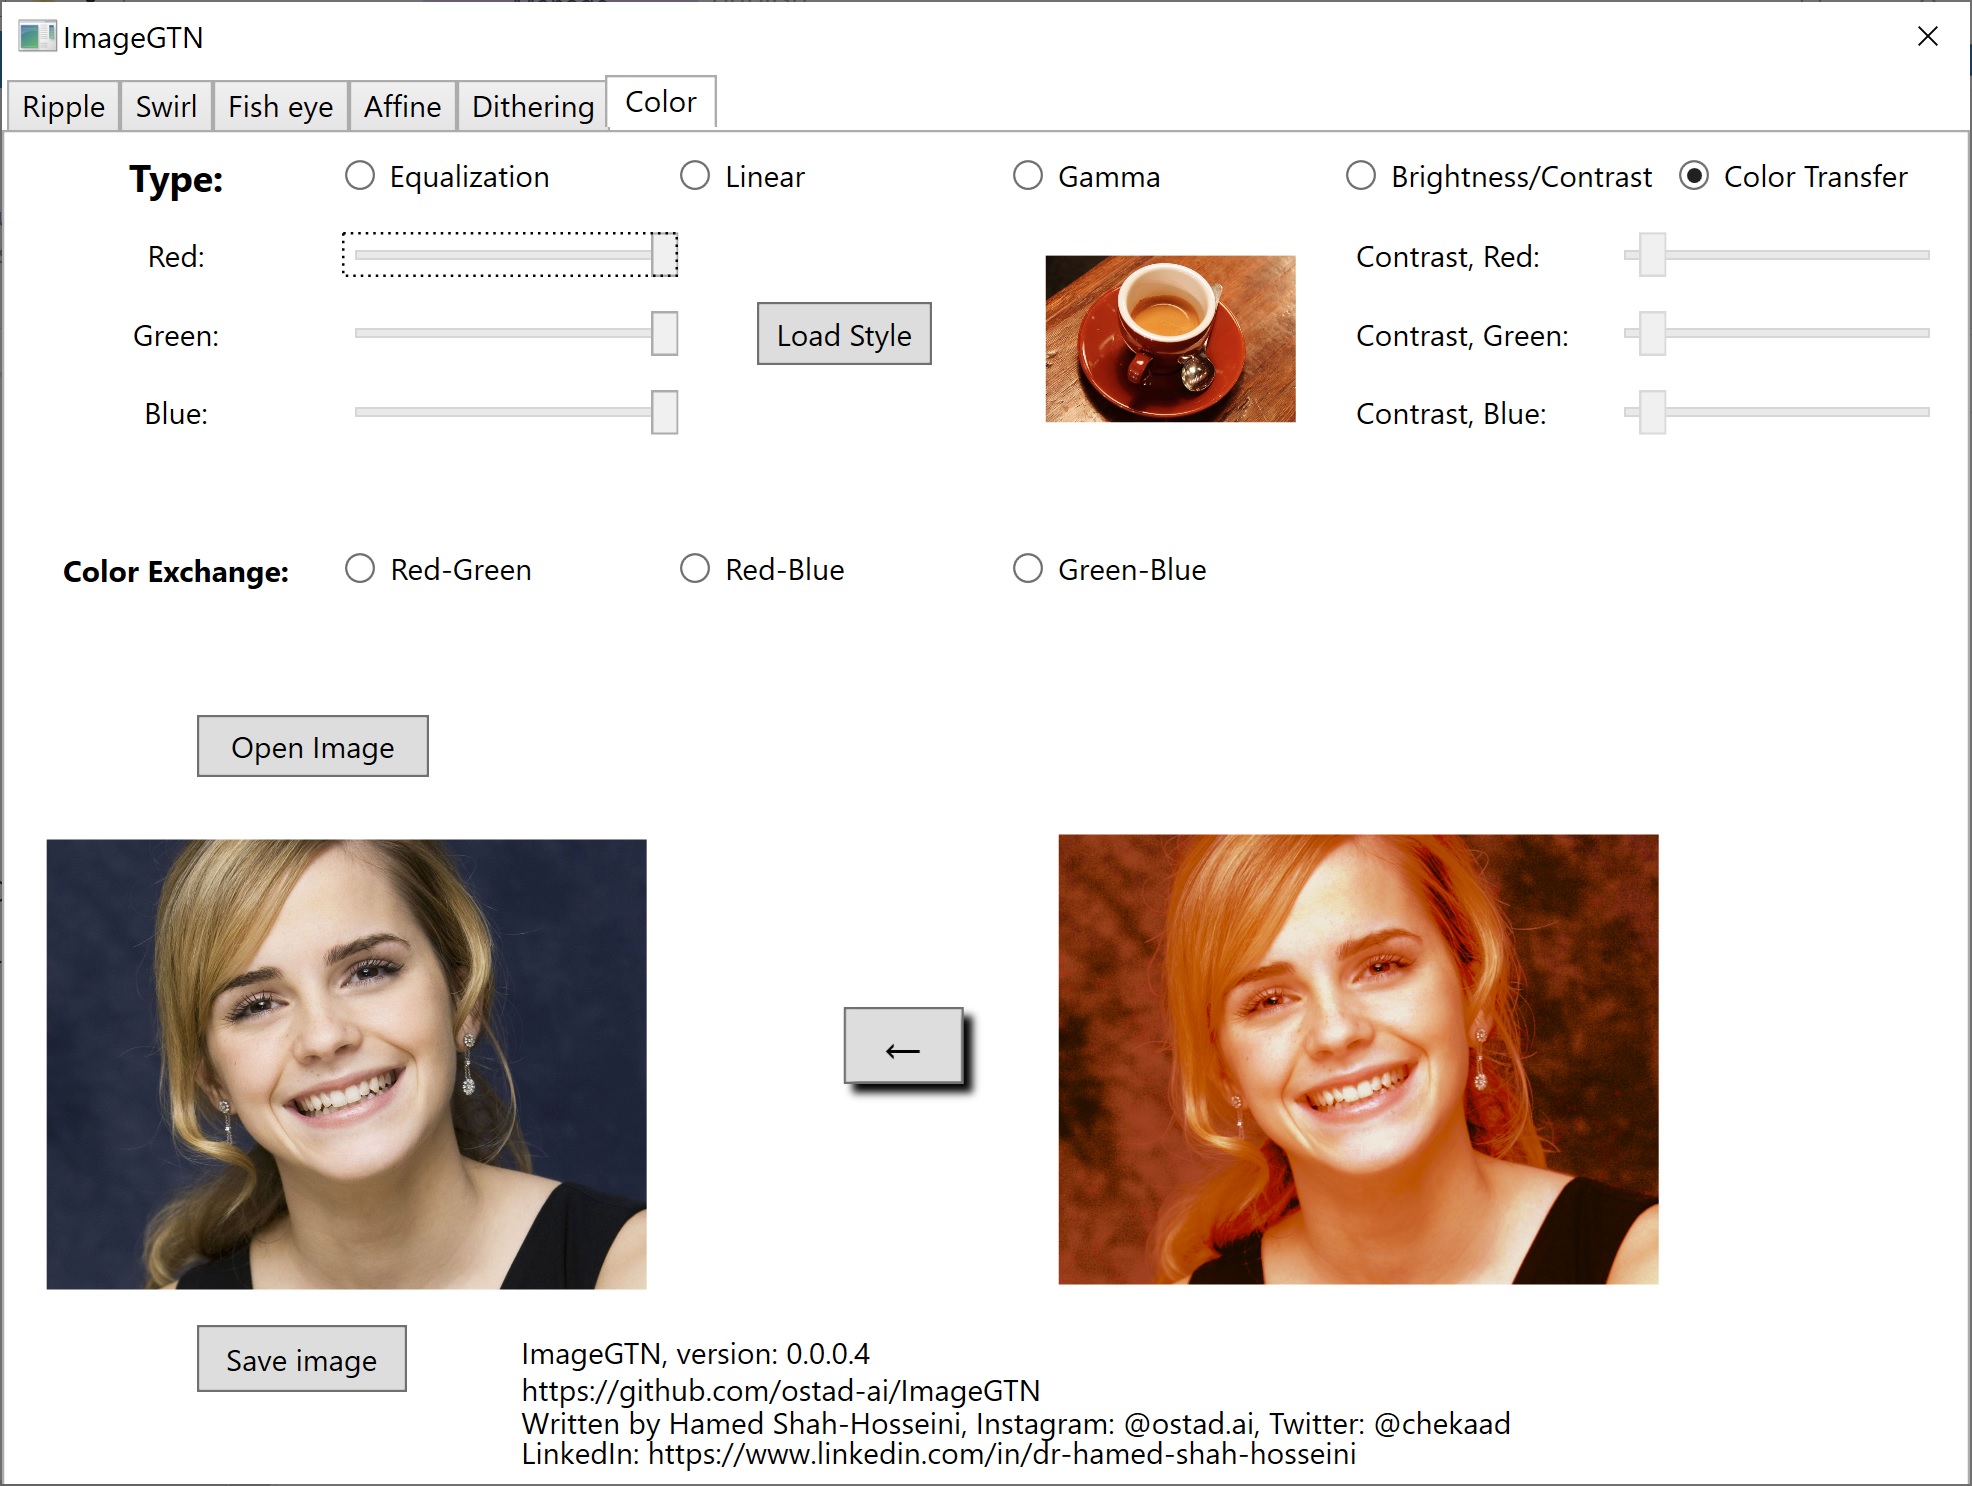 ImageGTN
Ripple Swirl Fish eye Affine Dithering Color
Type: Equalization Linear Gamma Brightness/Contrast Color Transfer
Red: Contrast, Red:
Green: Load Style Contrast, Green:
Blue: Contrast, Blue:
Color Exchange: Red-Green Red-Blue Green-Blue
Open Image
←
Save image
ImageGTN, version: 0.0.0.4
https://github.com/ostad-ai/ImageGTN
Written by Hamed Shah-Hosseini, Instagram: @ostad.ai, Twitter: @chekaad
LinkedIn: https://www.linkedin.com/in/dr-hamed-shah-hosseini